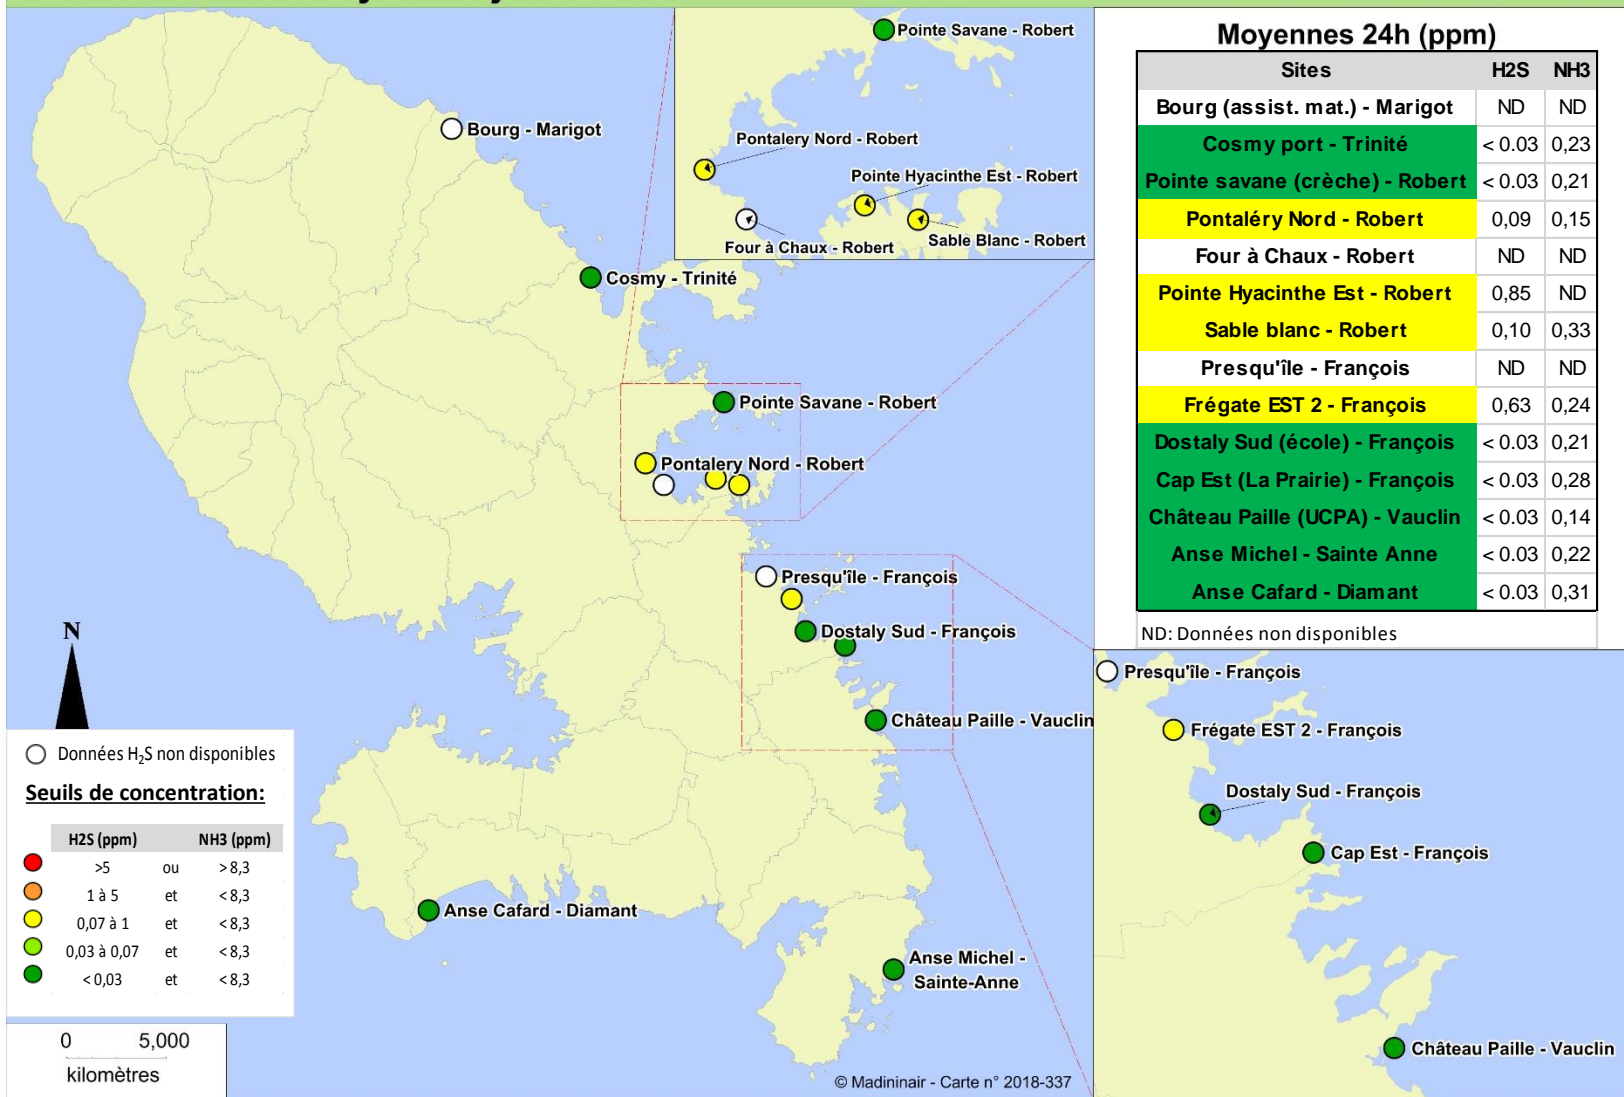 Pointe Savane - Robert
Pontalery Nord - Robert
Pointe Hyacinthe Est - Robert
Four à Chaux - Robert
Sable Blanc - Robert
Bourg - Marigot
Cosmy - Trinité
Pointe Savane - Robert
Pontalery Nord - Robert
Presqu'île - François
Dostaly Sud - François
Château Paille - Vauclin
Anse Cafard - Diamant
Anse Michel -
Sainte-Anne
N
Données H₂S non disponibles
Seuils de concentration:
H2S (ppm) NH3 (ppm)
>5 ou > 8,3
1 à 5 et < 8,3
0,07 à 1 et < 8,3
0,03 à 0,07 et < 8,3
< 0,03 et < 8,3
0 5,000
kilomètres
© Madininair - Carte n° 2018-337
Moyennes 24h (ppm)
Sites H2S NH3
Bourg (assist. mat.) - Marigot ND ND
Cosmy port - Trinité < 0.03 0,23
Pointe savane (crèche) - Robert < 0.03 0,21
Pontaléry Nord - Robert 0,09 0,15
Four à Chaux - Robert ND ND
Pointe Hyacinthe Est - Robert 0,85 ND
Sable blanc - Robert 0,10 0,33
Presqu'île - François ND ND
Frégate EST 2 - François 0,63 0,24
Dostaly Sud (école) - François < 0.03 0,21
Cap Est (La Prairie) - François < 0.03 0,28
Château Paille (UCPA) - Vauclin < 0.03 0,14
Anse Michel - Sainte Anne < 0.03 0,22
Anse Cafard - Diamant < 0.03 0,31
ND: Données non disponibles
Presqu'île - François
Frégate EST 2 - François
Dostaly Sud - François
Cap Est - François
Château Paille - Vauclin